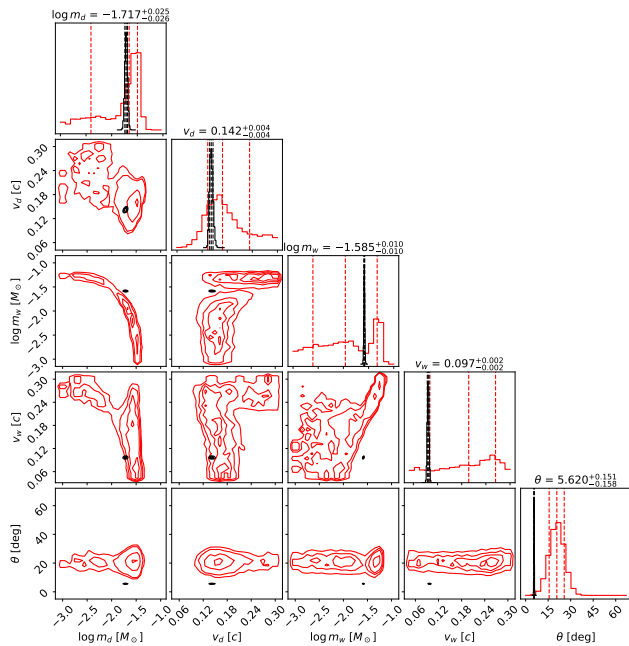 log m_d = −1.717^{+0.025}_{−0.026}
v_d = 0.142^{+0.004}_{−0.004}
v_d [c]
0.30
0.24
0.18
0.12
0.06
log m_w = −1.585^{+0.010}_{−0.010}
log m_w [M_⊙]
−1.0
−1.5
−2.0
−2.5
−3.0
v_w = 0.097^{+0.002}_{−0.002}
v_w [c]
0.30
0.24
0.18
0.12
0.06
θ = 5.620^{+0.151}_{−0.158}
θ [deg]
60
45
30
15
0
−3.0 −2.5 −2.0 −1.5 −1.0
0.06 0.12 0.18 0.24 0.30
−3.0 −2.5 −2.0 −1.5 −1.0
0.06 0.12 0.18 0.24 0.30
0 15 30 45 60
log m_d [M_⊙]
v_d [c]
log m_w [M_⊙]
v_w [c]
θ [deg]